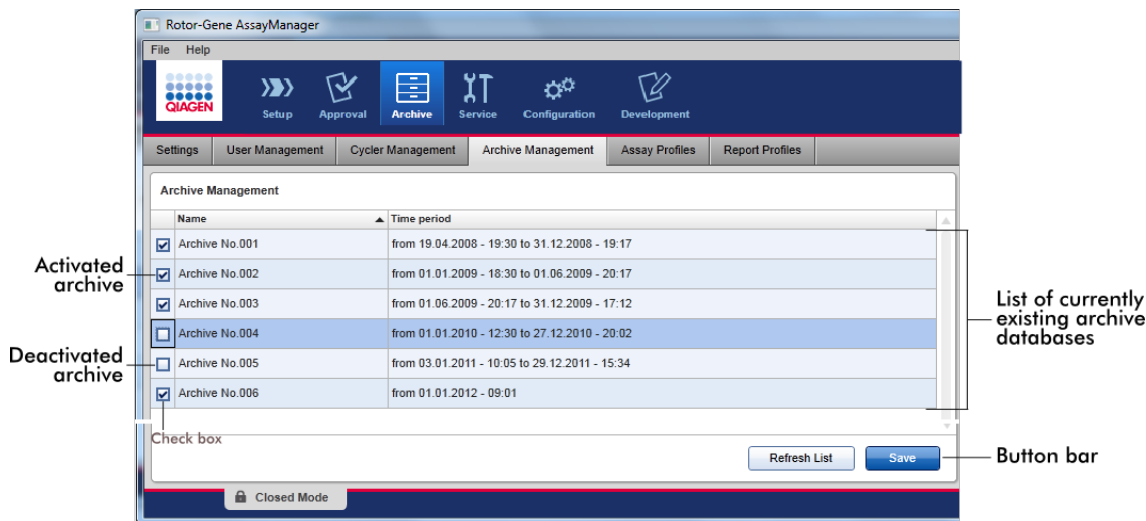 Rotor-Gene AssayManager
File Help
QIAGEN
Setup Approval Archive Service Configuration Development
Settings User Management Cycler Management Archive Management Assay Profiles Report Profiles
Archive Management
Name Time period
Archive No.001 from 19.04.2008 - 19:30 to 31.12.2008 - 19:17
Activated archive
Archive No.002 from 01.01.2009 - 18:30 to 01.06.2009 - 20:17
Archive No.003 from 01.06.2009 - 20:17 to 31.12.2009 - 17:12
List of currently
existing archive
databases
Archive No.004 from 01.01.2010 - 12:30 to 27.12.2010 - 20:02
Deactivated
archive
Archive No.005 from 03.01.2011 - 10:05 to 29.12.2011 - 15:34
Archive No.006 from 01.01.2012 - 09:01
Check box
Refresh List Save
Button bar
Closed Mode